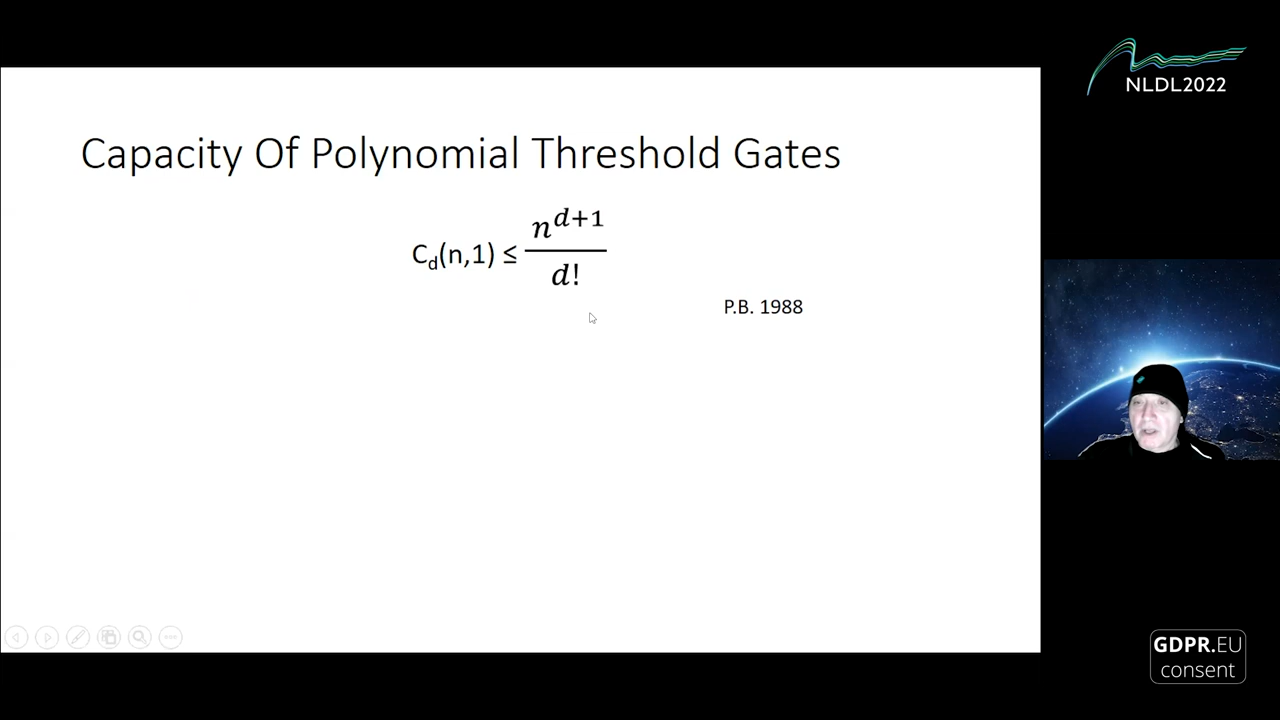 NLDL2022
Capacity Of Polynomial Threshold Gates
C_d(n,1) ≤ n^{d+1} / d!
P.B. 1988
GDPR.EU
consent